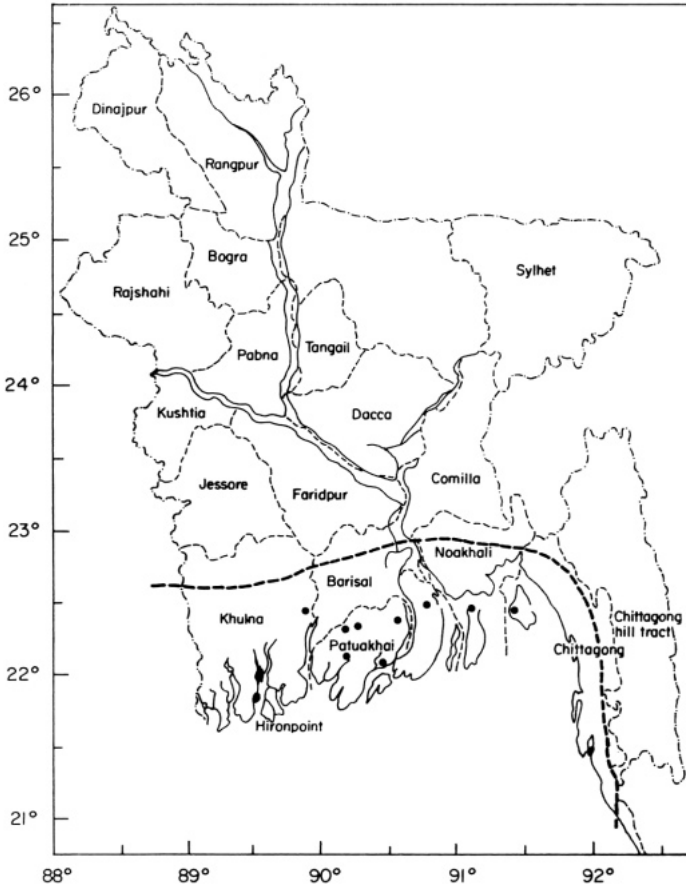 26°
Dinajpur
Rangpur
25°
Bogra
Sylhet
Rajshahi
Pabna
Tangail
24°
Kushtia
Dacca
Jessore
Faridpur
Comilla
23°
Noakhali
Barisal
Khulna
Chittagong
hill tract
Patuakhai
Chittagong
22°
Hironpoint
21°
88° 89° 90° 91° 92°